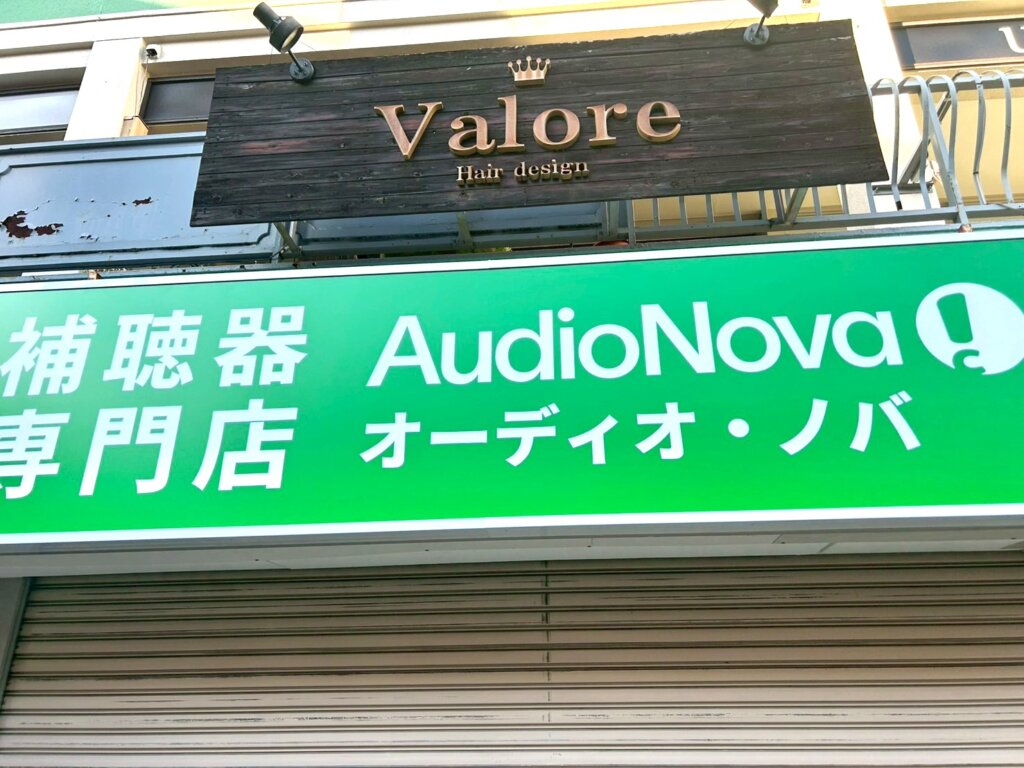 Valore
Hair design
補聴器
専門店
AudioNova
オーディオ・ノバ